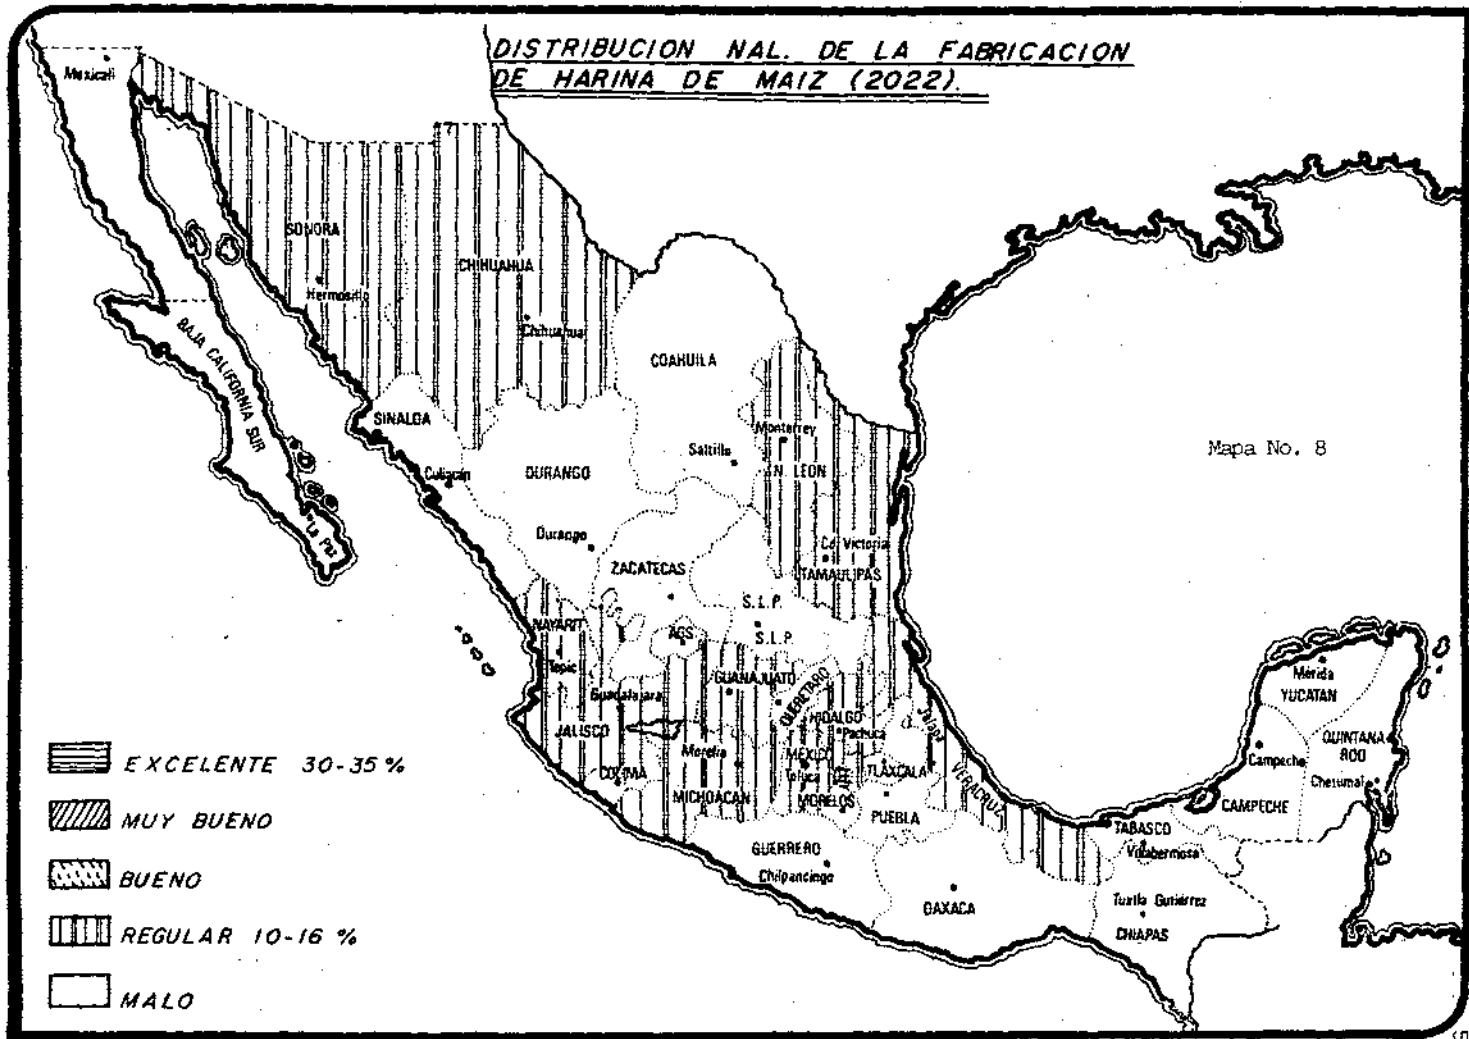 DISTRIBUCION NAL. DE LA FABRICACION
DE HARINA DE MAIZ (2022).
Mexicali
SONORA
Hermosillo
CHIHUAHUA
Chihuahua
BAJA CALIFORNIA SUR
La Paz
COAHUILA
Saltillo
SINALOA
Culiacán
DURANGO
Durango
Monterrey
N. LEON
Cd. Victoria
TAMAULIPAS
Mapa No. 8
ZACATECAS
S.L.P.
S.L.P.
AGS
NAYARIT
Tepic
GUANAJUATO
QUERETARO
Guadalajara
JALISCO
HIDALGO
Pachuca
Jalapa
Morelia
MEXICO
Toluca
TLAXCALA
VERACRUZ
COLIMA
MICHOACAN
MORELOS
PUEBLA
GUERRERO
Chilpancingo
OAXACA
TABASCO
Villahermosa
Tuxtla Gutiérrez
CHIAPAS
Mérida
YUCATAN
Campeche
CAMPECHE
QUINTANA
ROO
Chetumal
EXCELENTE 30-35 %
MUY BUENO
BUENO
REGULAR 10-16 %
MALO